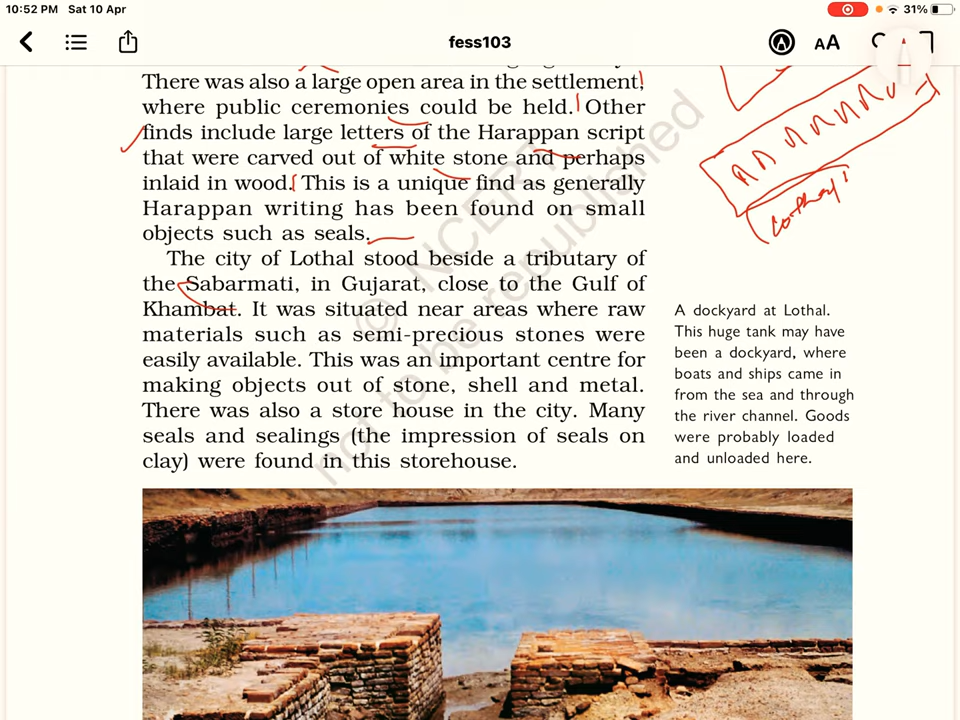 10:52 PM Sat 10 Apr
31%
fess103
AA
There was also a large open area in the settlement,
where public ceremonies could be held. Other
finds include large letters of the Harappan script
that were carved out of white stone and perhaps
inlaid in wood. This is a unique find as generally
Harappan writing has been found on small
objects such as seals.
The city of Lothal stood beside a tributary of
the Sabarmati, in Gujarat, close to the Gulf of
Khambat. It was situated near areas where raw
materials such as semi-precious stones were
easily available. This was an important centre for
making objects out of stone, shell and metal.
There was also a store house in the city. Many
seals and sealings (the impression of seals on
clay) were found in this storehouse.
A dockyard at Lothal.
This huge tank may have
been a dockyard, where
boats and ships came in
from the sea and through
the river channel. Goods
were probably loaded
and unloaded here.
© NCERT
not to be republished